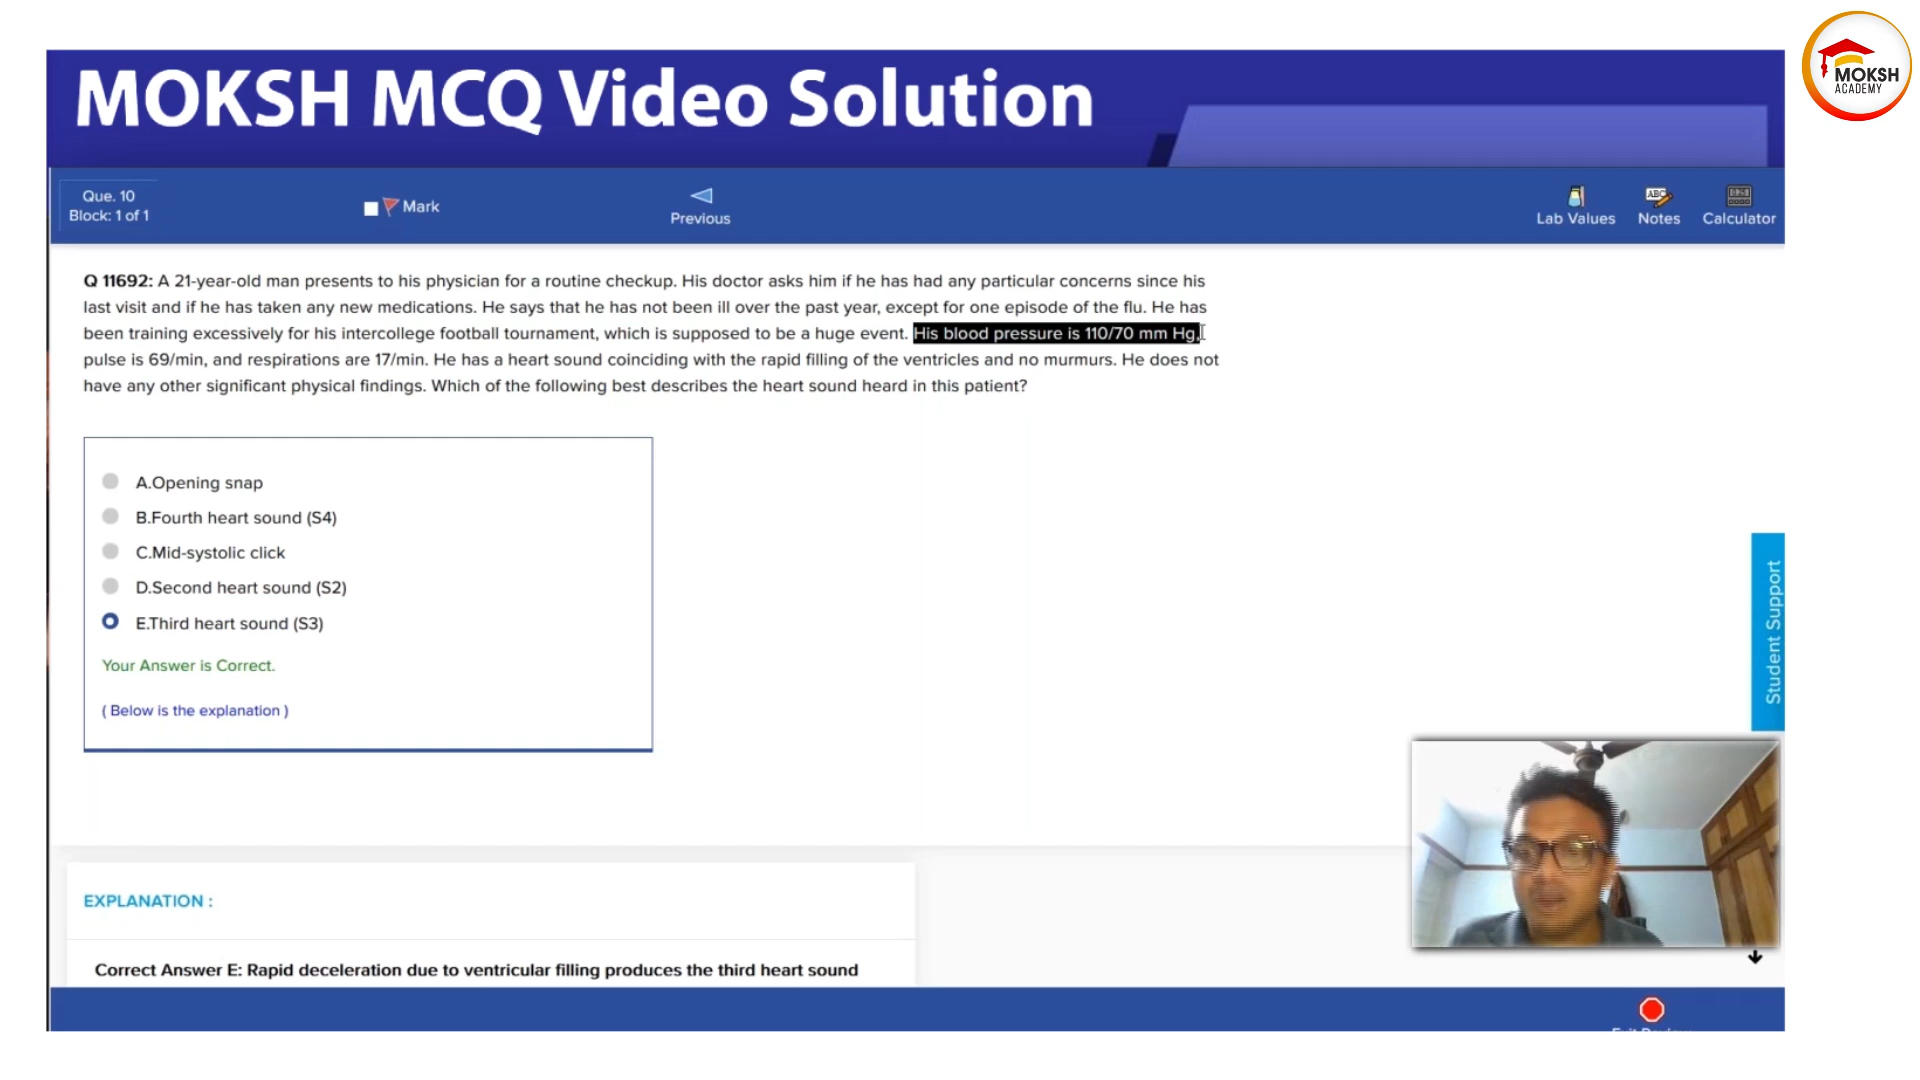 MOKSH MCQ Video Solution
MOKSH
ACADEMY
Que. 10
Block: 1 of 1
Mark
Previous
Lab Values
ABC
Notes
Calculator
Q 11692: A 21-year-old man presents to his physician for a routine checkup. His doctor asks him if he has had any particular concerns since his
last visit and if he has taken any new medications. He says that he has not been ill over the past year, except for one episode of the flu. He has
been training excessively for his intercollege football tournament, which is supposed to be a huge event. His blood pressure is 110/70 mm Hg,
pulse is 69/min, and respirations are 17/min. He has a heart sound coinciding with the rapid filling of the ventricles and no murmurs. He does not
have any other significant physical findings. Which of the following best describes the heart sound heard in this patient?
A.Opening snap
B.Fourth heart sound (S4)
C.Mid-systolic click
D.Second heart sound (S2)
E.Third heart sound (S3)
Your Answer is Correct.
( Below is the explanation )
Student Support
EXPLANATION :
Correct Answer E: Rapid deceleration due to ventricular filling produces the third heart sound